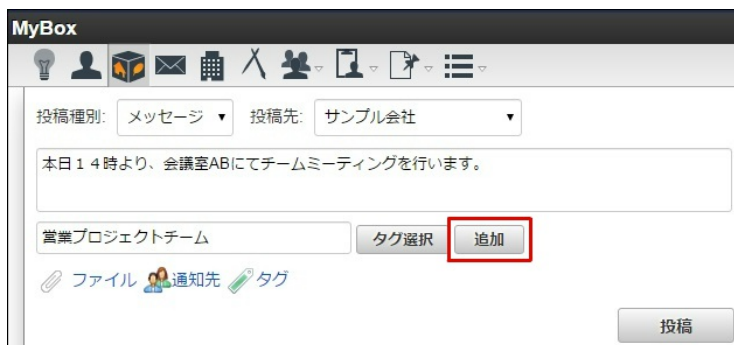 MyBox
投稿種別: メッセージ 投稿先: サンプル会社
本日14時より、会議室ABにてチームミーティングを行います。
営業プロジェクトチーム タグ選択 追加
ファイル 通知先 タグ
投稿